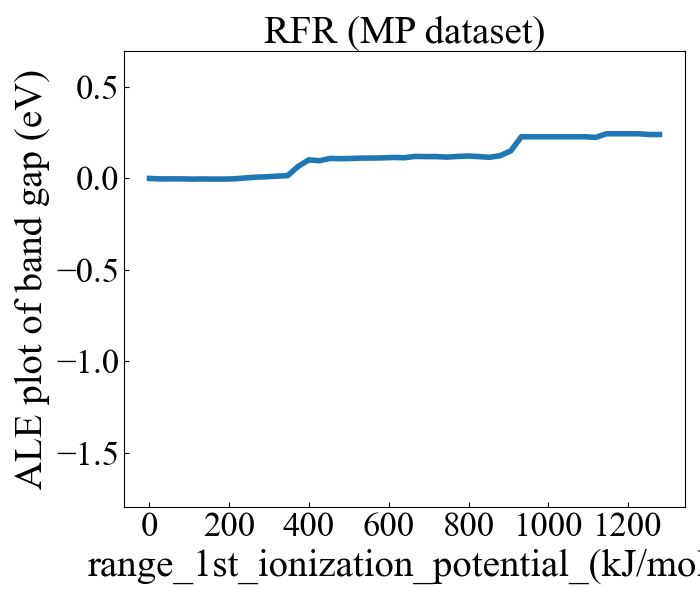 RFR (MP dataset)
ALE plot of band gap (eV)
0.5
0.0
−0.5
−1.0
−1.5
0 200 400 600 800 1000 1200
range_1st_ionization_potential_(kJ/mol